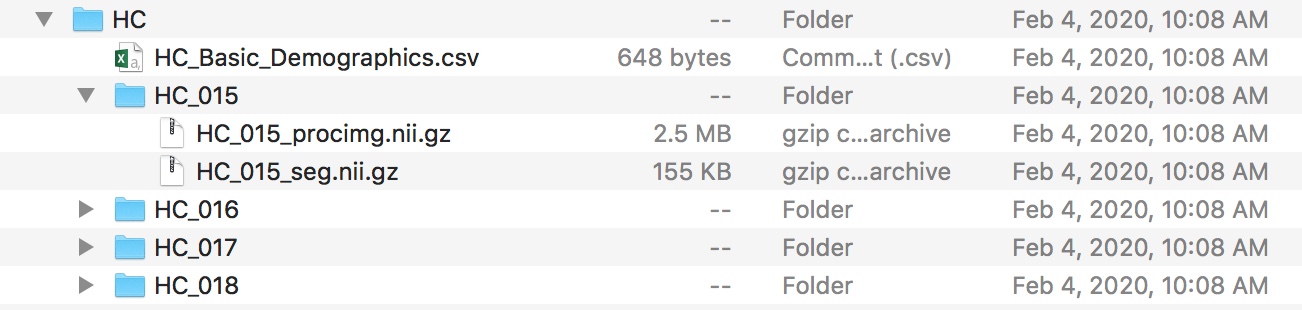 HC -- Folder Feb 4, 2020, 10:08 AM
a, HC_Basic_Demographics.csv 648 bytes Comm...t (.csv) Feb 4, 2020, 10:08 AM
HC_015 -- Folder Feb 4, 2020, 10:08 AM
HC_015_procimg.nii.gz 2.5 MB gzip c...archive Feb 4, 2020, 10:08 AM
HC_015_seg.nii.gz 155 KB gzip c...archive Feb 4, 2020, 10:08 AM
HC_016 -- Folder Feb 4, 2020, 10:08 AM
HC_017 -- Folder Feb 4, 2020, 10:08 AM
HC_018 -- Folder Feb 4, 2020, 10:08 AM